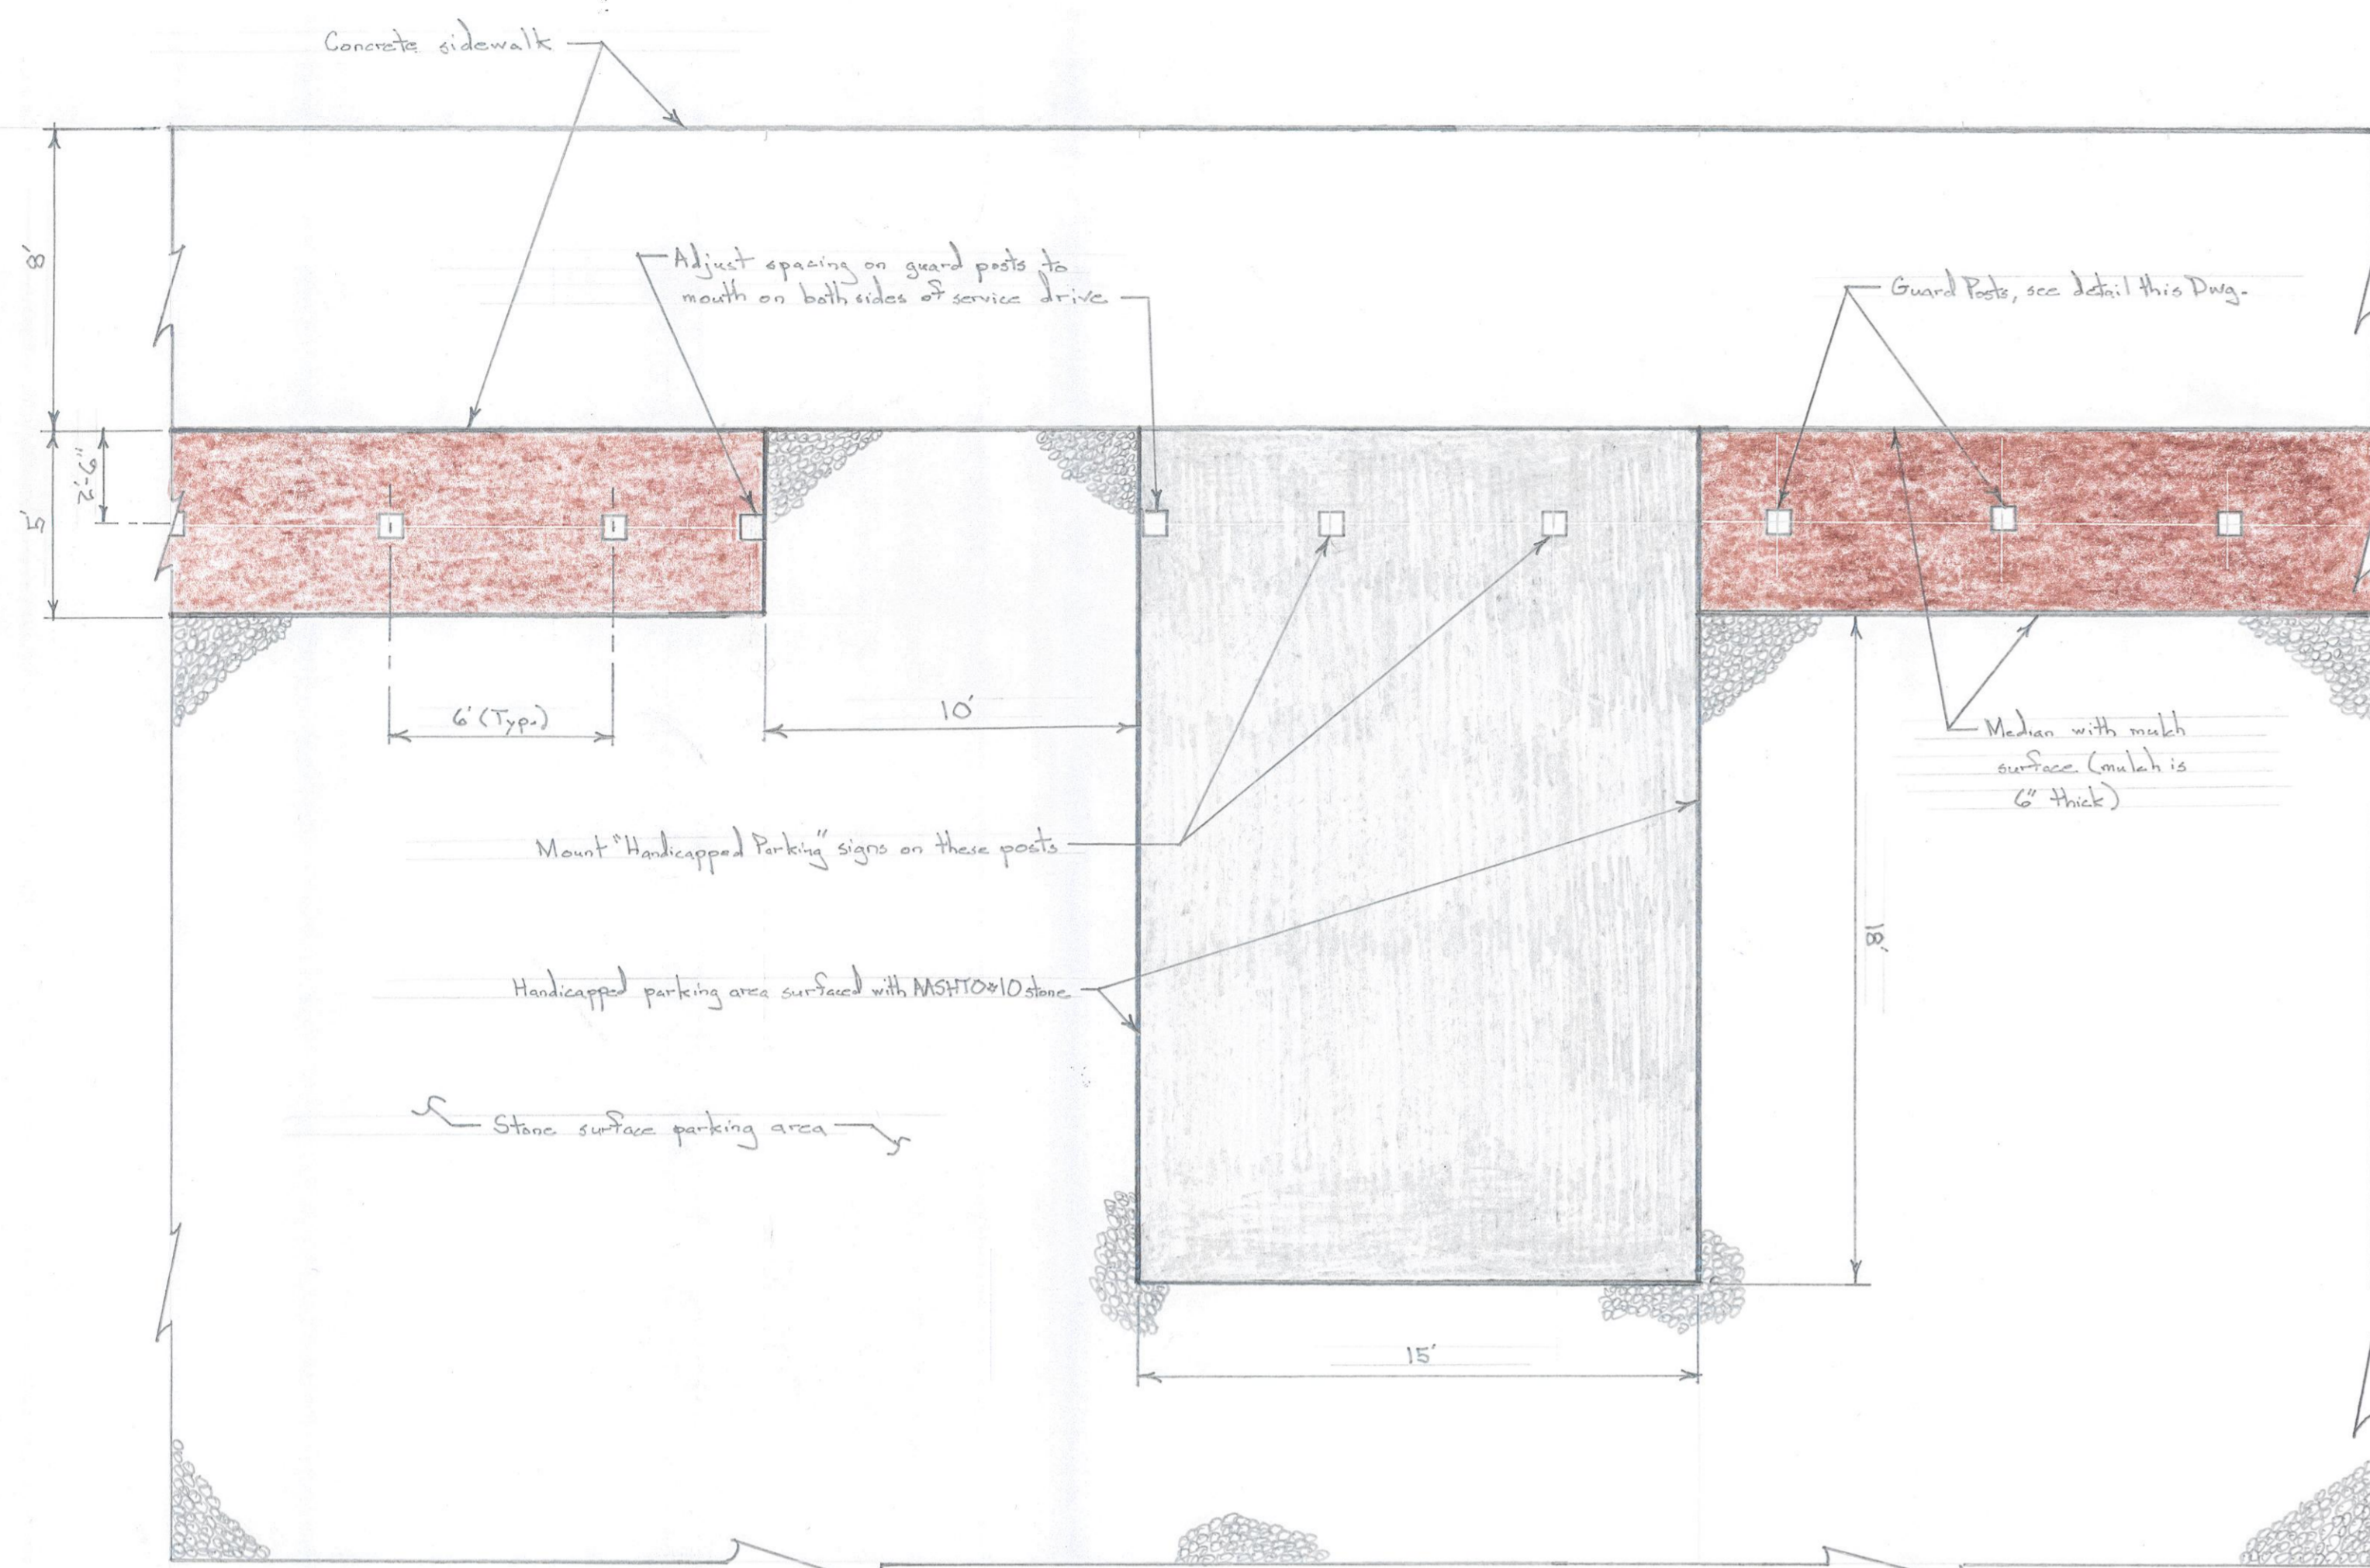 Concrete sidewalk
8'
Adjust spacing on guard posts to
mouth on both sides of service drive
Guard Posts, see detail this Dwg.
2'-6"
5'
6' (Typ.)
10'
Median with mulch
surface (mulch is
6" thick)
Mount "Handicapped Parking" signs on these posts
18'
Handicapped parking area surfaced with AASHTO #10 stone
Stone surface parking area
15'